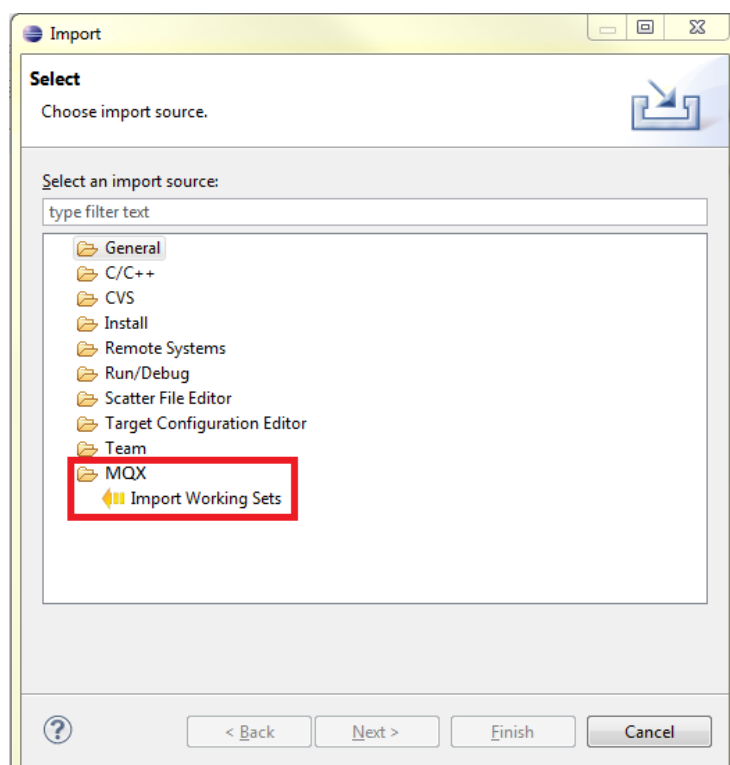 Import
Select
Choose import source.
Select an import source:
type filter text
General
C/C++
CVS
Install
Remote Systems
Run/Debug
Scatter File Editor
Target Configuration Editor
Team
MQX
Import Working Sets
? < Back Next > Finish Cancel